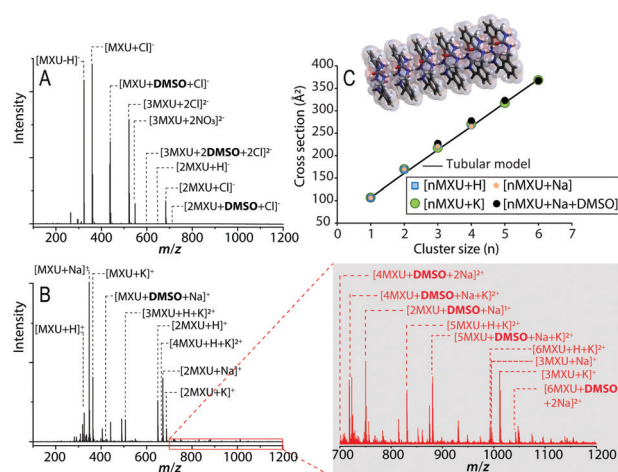 A
[MXU+Cl]⁻
[MXU-H]⁻
[MXU+DMSO+Cl]⁻
[3MXU+2Cl]²⁻
[3MXU+2NO₃]²⁻
[3MXU+2DMSO+2Cl]²⁻
[2MXU+H]⁻
[2MXU+Cl]⁻
[2MXU+DMSO+Cl]⁻
Intensity
200 400 600 800 1000 1200
m/z
C
Cross section (Å²)
400
350
300
250
200
150
100
50
Tubular model
[nMXU+H] [nMXU+Na]
[nMXU+K] [nMXU+Na+DMSO]
0 1 2 3 4 5 6 7
Cluster size (n)
B
[MXU+Na]⁺
[MXU+K]⁺
[MXU+DMSO+Na]⁺
[3MXU+H+K]²⁺
[MXU+H]⁺
[2MXU+H]⁺
[4MXU+H+K]²⁺
[2MXU+Na]⁺
[2MXU+K]⁺
Intensity
200 400 600 800 1000 1200
m/z
[4MXU+DMSO+2Na]²⁺
[4MXU+DMSO+Na+K]²⁺
[2MXU+DMSO+Na]¹⁺
[5MXU+H+K]²⁺
[5MXU+DMSO+Na+K]²⁺
[6MXU+H+K]²⁺
[3MXU+Na]⁺
[3MXU+K]⁺
[6MXU+DMSO
+2Na]²⁺
700 800 900 1000 1100 1200
m/z